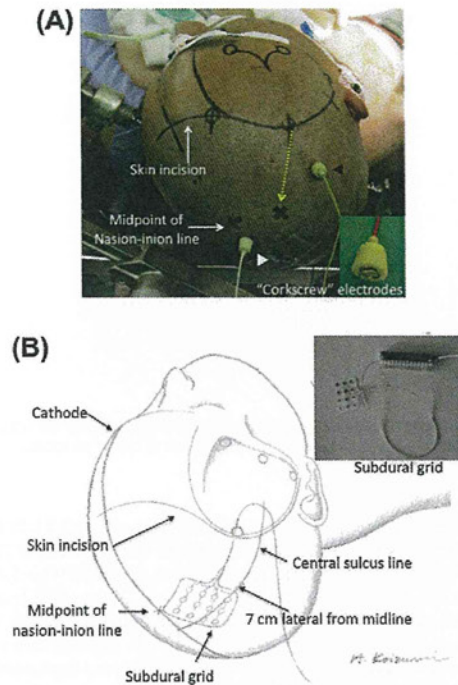 (A)
Skin incision
Midpoint of
Nasion-inion line
"Corkscrew" electrodes
(B)
Cathode
Subdural grid
Skin incision
Central sulcus line
Midpoint of
nasion-inion line
7 cm lateral from midline
Subdural grid
H. Koizumi